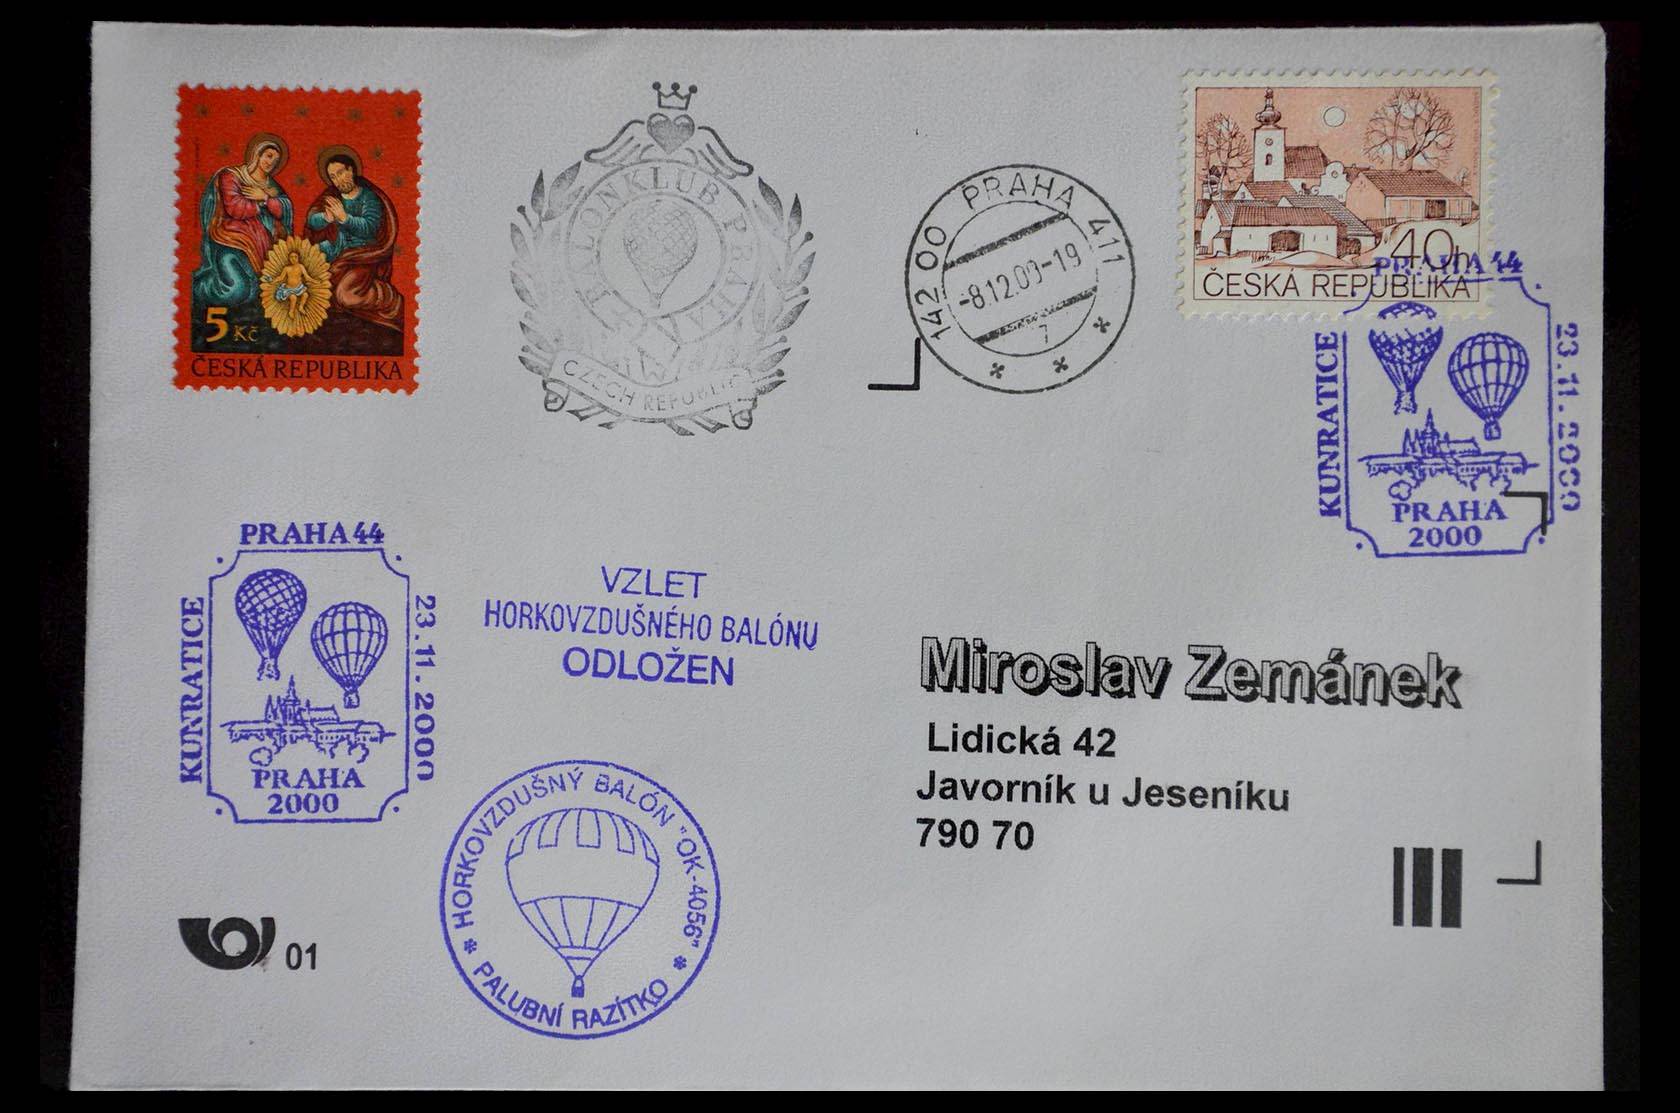 5 Kč
ČESKÁ REPUBLIKA
BALONKLUB PRAHA
CZECH REPUBLIC
142 00 PRAHA 411
-8.12.00-19
7
40h
ČESKÁ REPUBLIKA
PRAHA 44
KUNRATICE
23.11.2000
PRAHA
2000
PRAHA 44
KUNRATICE
23.11.2000
PRAHA
2000
VZLET
HORKOVZDUŠNÉHO BALÓNU
ODLOŽEN
Miroslav Zemánek
Lidická 42
Javorník u Jeseníku
790 70
* HORKOVZDUŠNÝ BALÓN "OK-4056" *
PALUBNÍ RAZÍTKO
01